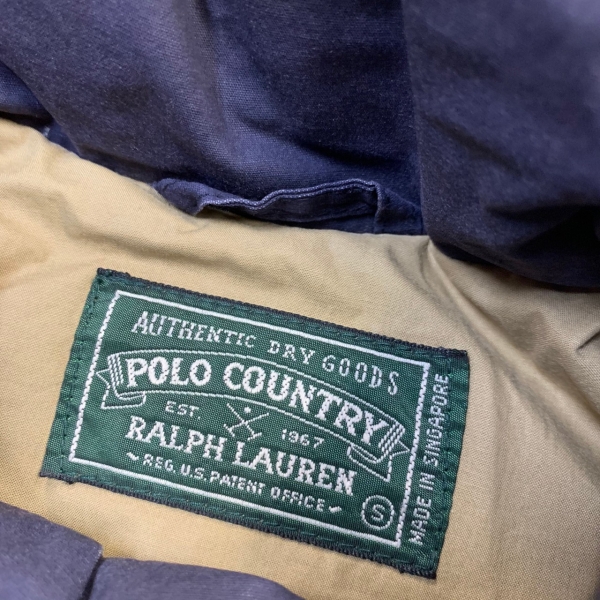 AUTHENTIC DRY GOODS
POLO COUNTRY
EST. 1967
RALPH LAUREN
REG. U.S. PATENT OFFICE
S
MADE IN SINGAPORE